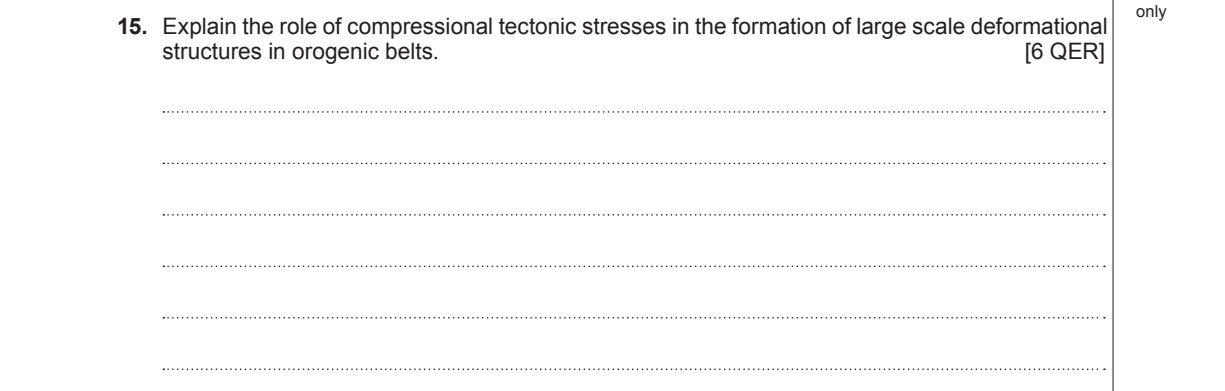 only
15. Explain the role of compressional tectonic stresses in the formation of large scale deformational
structures in orogenic belts. [6 QER]